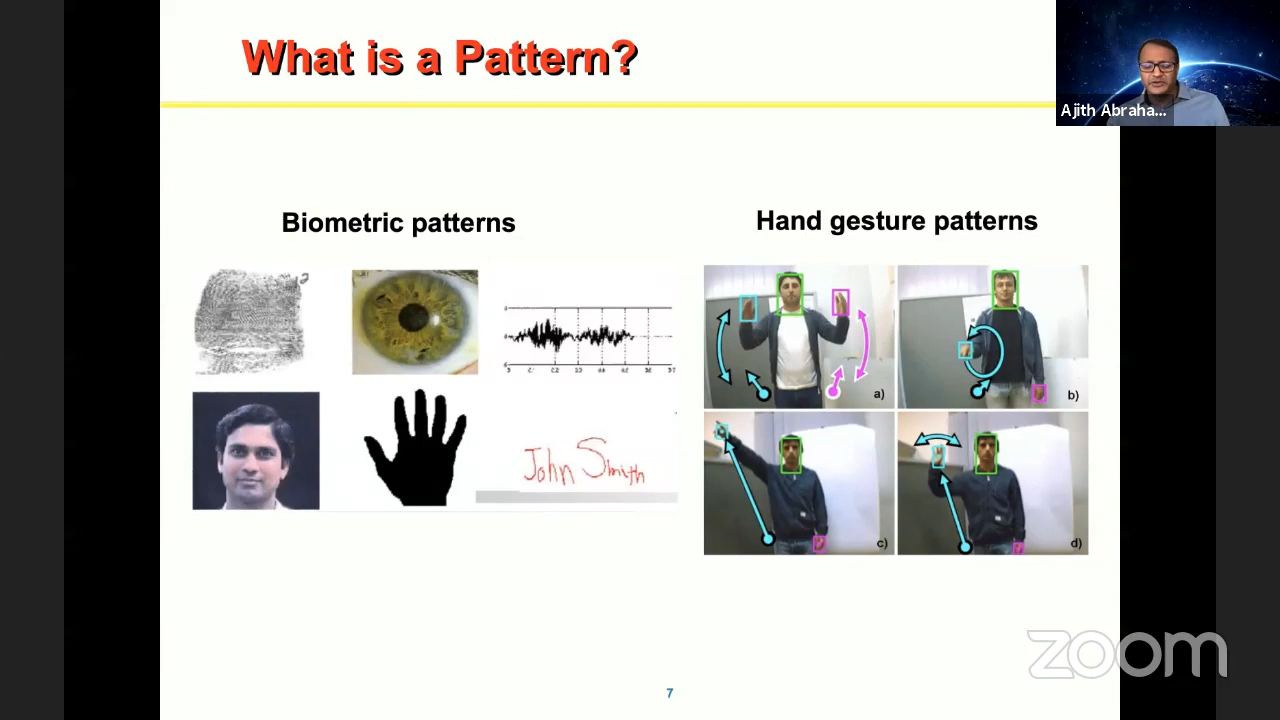 What is a Pattern?
Ajith Abraha...
Biometric patterns
Hand gesture patterns
John Smith
a)
b)
c)
d)
zoom
7